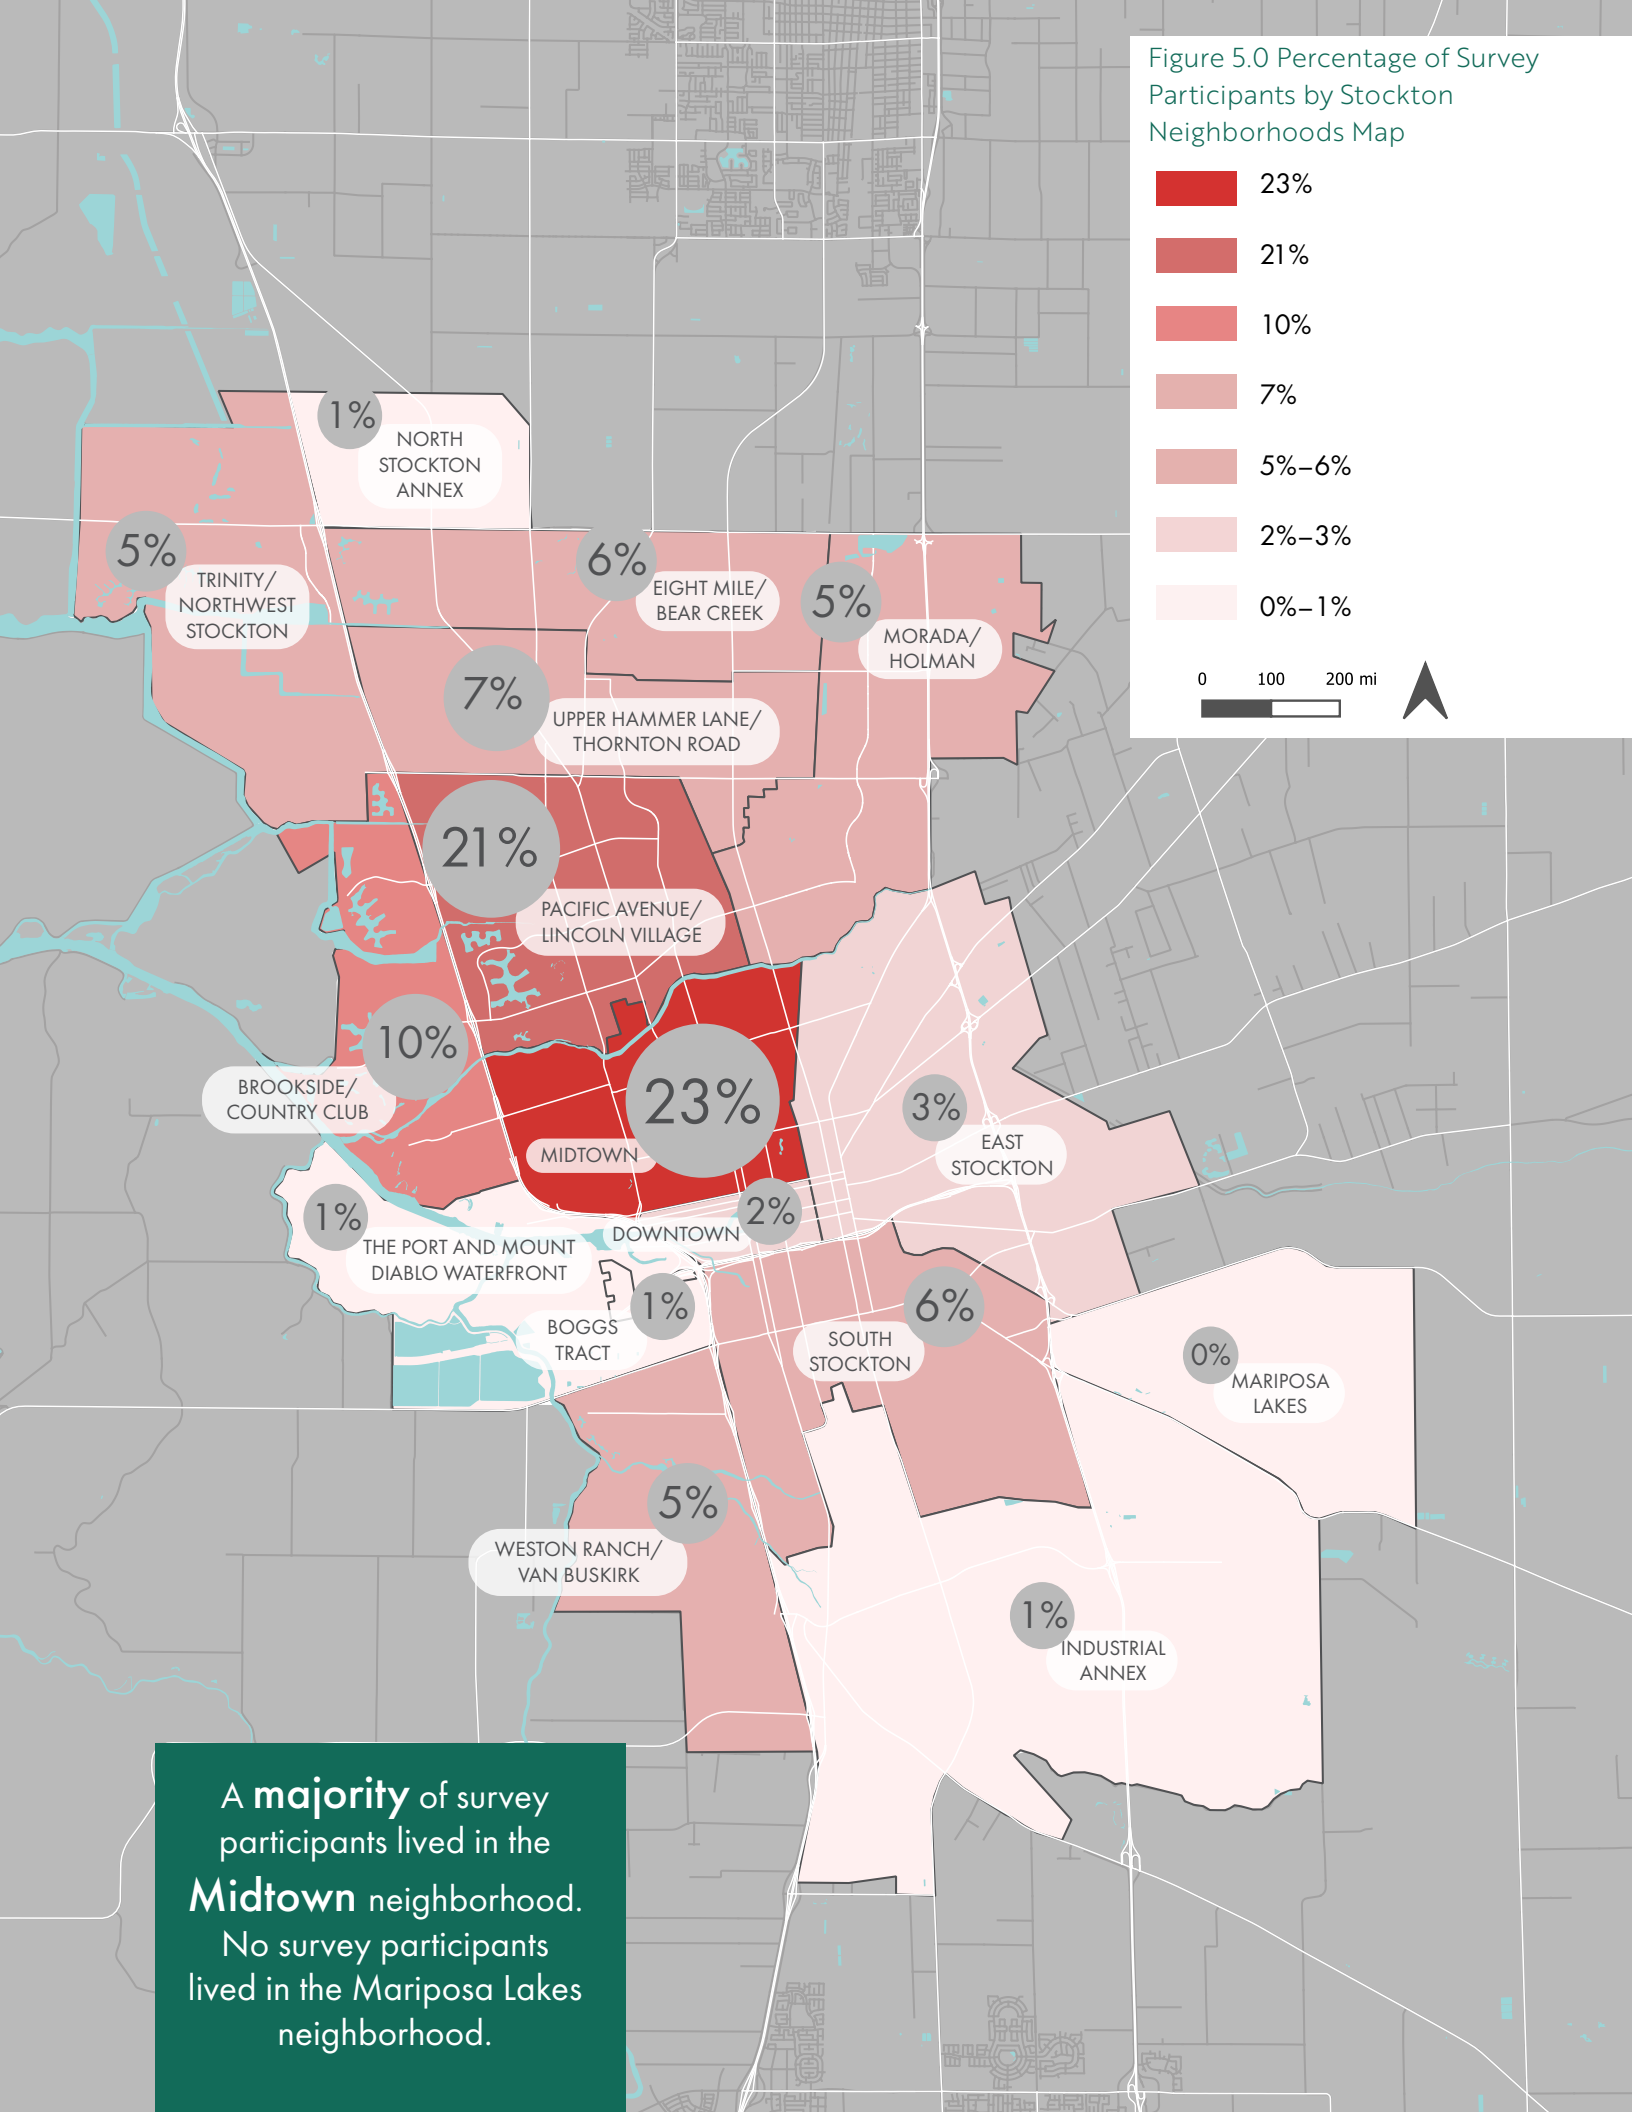 Figure 5.0 Percentage of Survey
Participants by Stockton
Neighborhoods Map
23%
21%
10%
7%
5%–6%
2%–3%
0%–1%
0 100 200 mi
1%
NORTH
STOCKTON
ANNEX
5%
TRINITY/
NORTHWEST
STOCKTON
6%
EIGHT MILE/
BEAR CREEK
5%
MORADA/
HOLMAN
7%
UPPER HAMMER LANE/
THORNTON ROAD
21%
PACIFIC AVENUE/
LINCOLN VILLAGE
10%
BROOKSIDE/
COUNTRY CLUB
23%
MIDTOWN
3%
EAST
STOCKTON
1%
THE PORT AND MOUNT
DIABLO WATERFRONT
2%
DOWNTOWN
1%
BOGGS
TRACT
6%
SOUTH
STOCKTON
0%
MARIPOSA
LAKES
5%
WESTON RANCH/
VAN BUSKIRK
1%
INDUSTRIAL
ANNEX
A majority of survey
participants lived in the
Midtown neighborhood.
No survey participants
lived in the Mariposa Lakes
neighborhood.